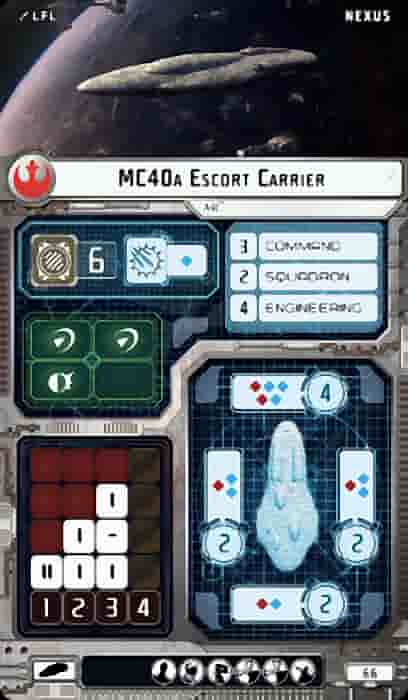 LFL
NEXUS
MC40A ESCORT CARRIER
6
3 COMMAND
2 SQUADRON
4 ENGINEERING
4
2
2
2
I
I -
II I I
1 2 3 4
66